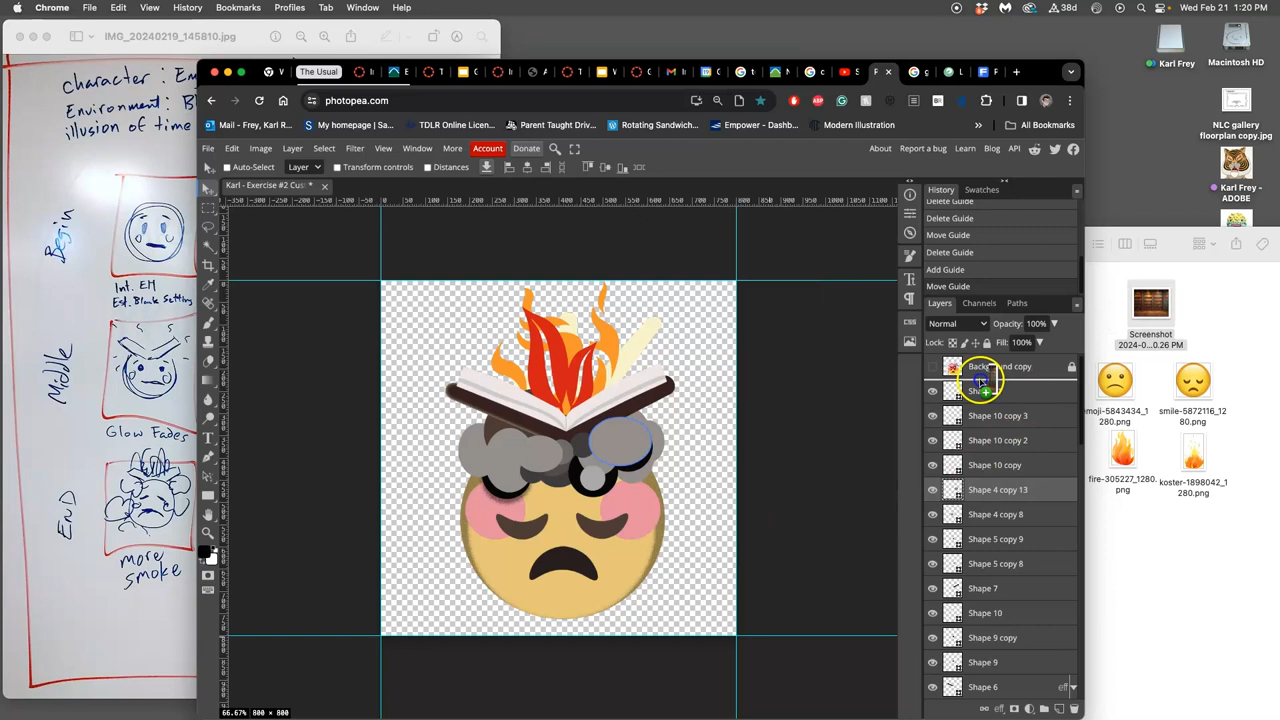 Chrome File Edit View History Bookmarks Profiles Tab Window Help
38d
Wed Feb 21 1:20 PM
IMG_20240219_145810.jpg
character :
Environment:
illusion of time
Begin
Int. EM
Est. Blank Setting
Middle
Glow Fades
END
more
smoke
The Usual
photopea.com
Mail - Frey, Karl R...
My homepage | Sa...
TDLR Online Licen...
Parent Taught Driv...
Rotating Sandwich...
Empower - Dashb...
Modern Illustration
»
All Bookmarks
File Edit Image Layer Select Filter View Window More Account Donate
About Report a bug Learn Blog API
Auto-Select Layer Transform controls Distances
Karl - Exercise #2 Cus *
History Swatches
Delete Guide
Delete Guide
Move Guide
Delete Guide
Add Guide
Move Guide
Layers Channels Paths
Normal Opacity: 100%
Lock: Fill: 100%
Background copy
Shape 10 copy 3
Shape 10 copy 2
Shape 10 copy
Shape 4 copy 13
Shape 4 copy 8
Shape 5 copy 9
Shape 5 copy 8
Shape 7
Shape 10
Shape 9 copy
Shape 9
Shape 6
eff
66.67% 800 × 800
Karl Frey
Macintosh HD
NLC gallery
floorplan copy.jpg
Karl Frey -
ADOBE
Screenshot
2024-0...0.26 PM
emoji-5843434_1
280.png
smile-5872116_12
80.png
fire-305227_1280.
png
koster-1898042_1
280.png